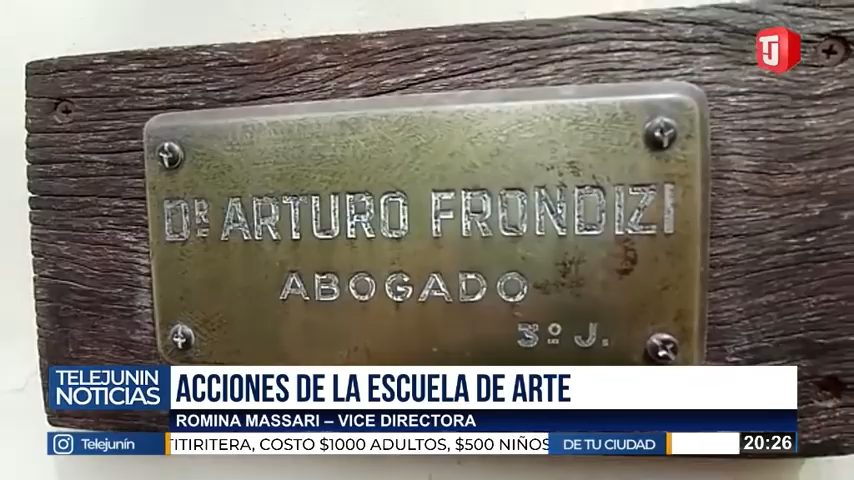 TJ
DR ARTURO FRONDIZI
ABOGADO
3º J.
TELEJUNIN
NOTICIAS
ACCIONES DE LA ESCUELA DE ARTE
ROMINA MASSARI – VICE DIRECTORA
Telejunín
TITIRITERA, COSTO $1000 ADULTOS, $500 NIÑOS
DE TU CIUDAD
20:26